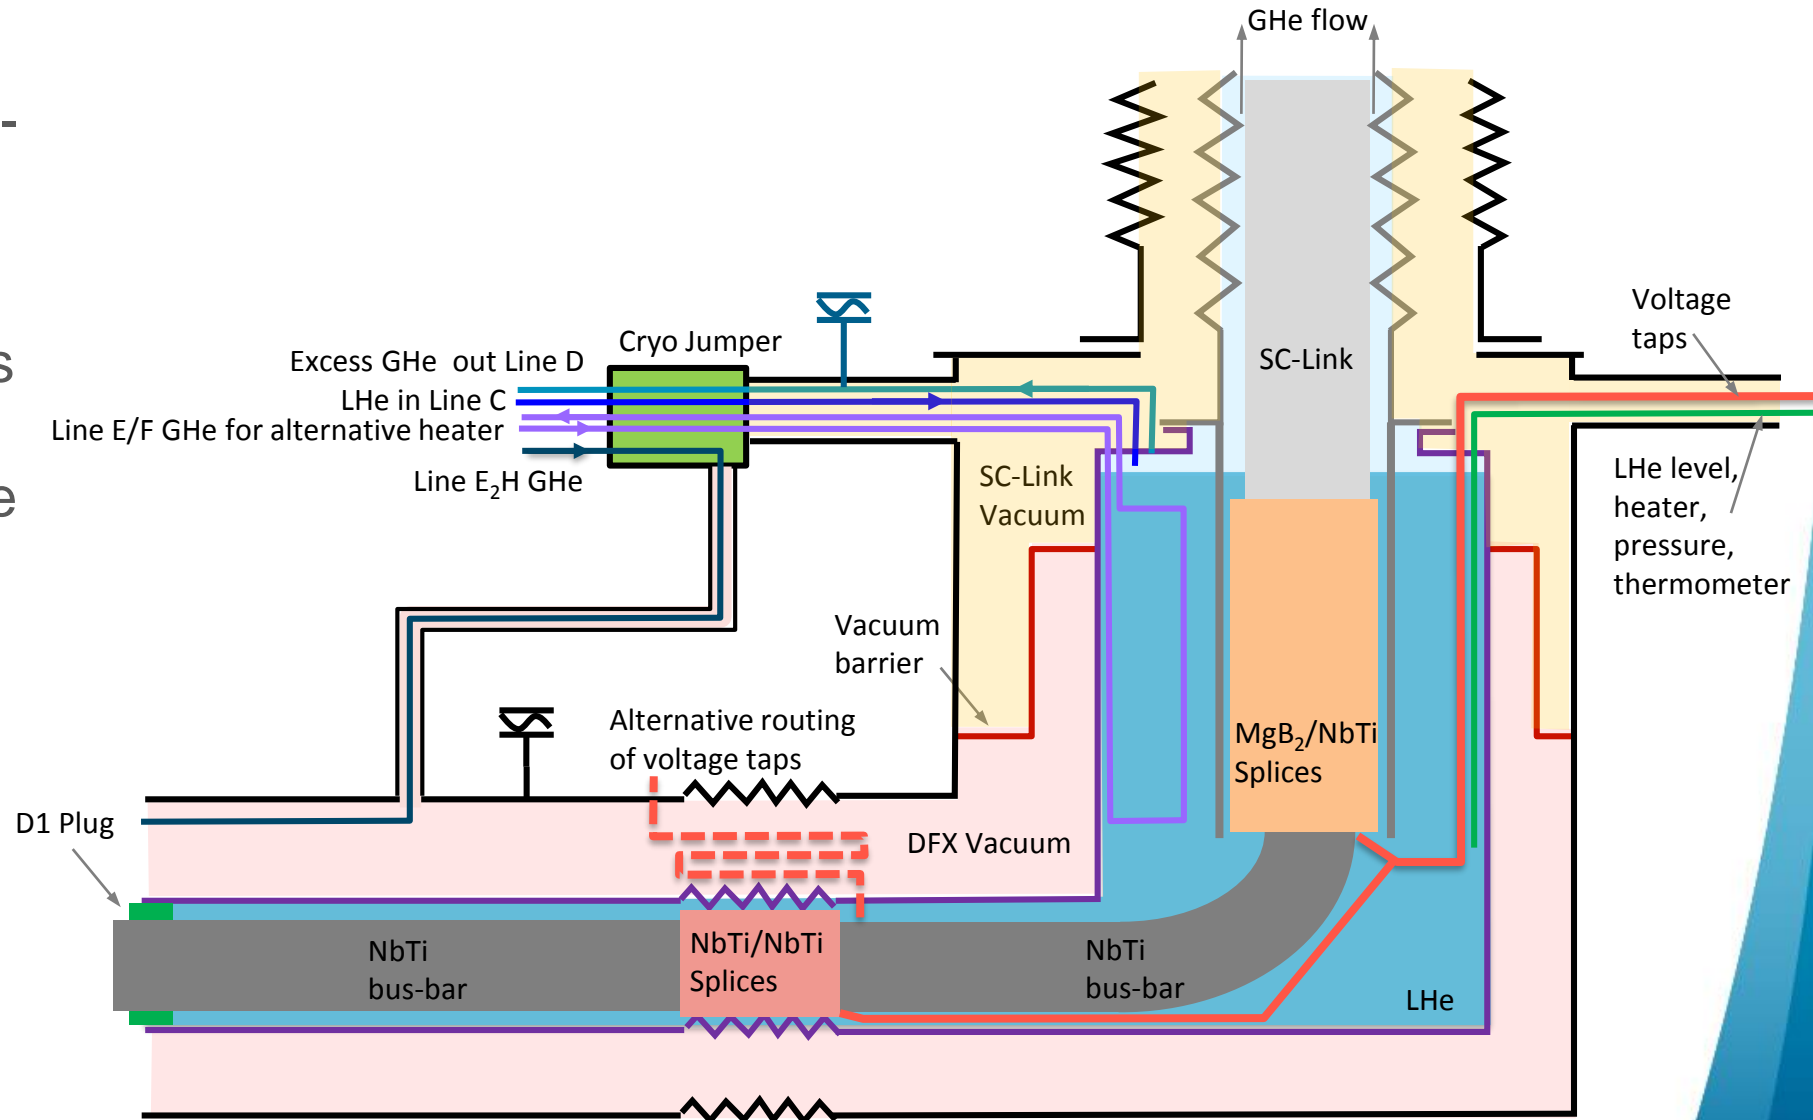 GHe flow
-
s
e
Voltage
taps
Cryo Jumper
Excess GHe out Line D
LHe in Line C
Line E/F GHe for alternative heater
Line E₂H GHe
SC-Link
SC-Link
Vacuum
LHe level,
heater,
pressure,
thermometer
Vacuum
barrier
Alternative routing
of voltage taps
MgB₂/NbTi
Splices
D1 Plug
DFX Vacuum
NbTi
bus-bar
NbTi/NbTi
Splices
NbTi
bus-bar
LHe